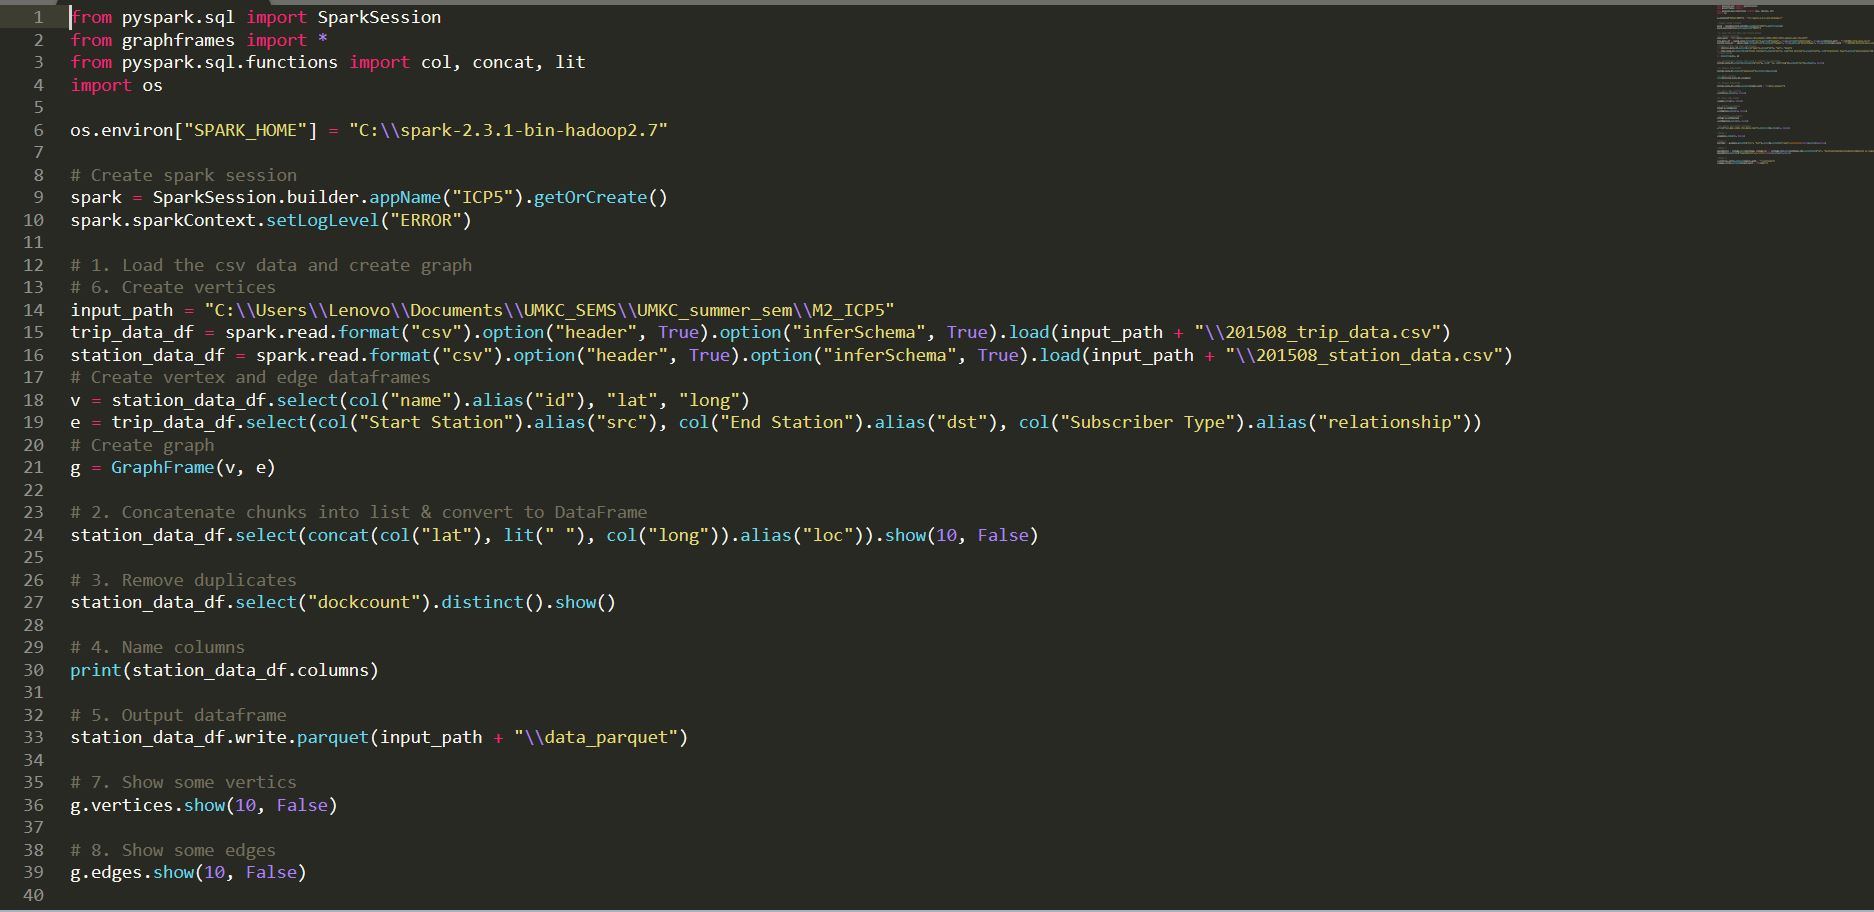 1 from pyspark.sql import SparkSession
2 from graphframes import *
3 from pyspark.sql.functions import col, concat, lit
4 import os
5
6 os.environ["SPARK_HOME"] = "C:\\spark-2.3.1-bin-hadoop2.7"
7
8 # Create spark session
9 spark = SparkSession.builder.appName("ICP5").getOrCreate()
10 spark.sparkContext.setLogLevel("ERROR")
11
12 # 1. Load the csv data and create graph
13 # 6. Create vertices
14 input_path = "C:\\Users\\Lenovo\\Documents\\UMKC_SEMS\\UMKC_summer_sem\\M2_ICP5"
15 trip_data_df = spark.read.format("csv").option("header", True).option("inferSchema", True).load(input_path + "\\201508_trip_data.csv")
16 station_data_df = spark.read.format("csv").option("header", True).option("inferSchema", True).load(input_path + "\\201508_station_data.csv")
17 # Create vertex and edge dataframes
18 v = station_data_df.select(col("name").alias("id"), "lat", "long")
19 e = trip_data_df.select(col("Start Station").alias("src"), col("End Station").alias("dst"), col("Subscriber Type").alias("relationship"))
20 # Create graph
21 g = GraphFrame(v, e)
22
23 # 2. Concatenate chunks into list & convert to DataFrame
24 station_data_df.select(concat(col("lat"), lit(" "), col("long")).alias("loc")).show(10, False)
25
26 # 3. Remove duplicates
27 station_data_df.select("dockcount").distinct().show()
28
29 # 4. Name columns
30 print(station_data_df.columns)
31
32 # 5. Output dataframe
33 station_data_df.write.parquet(input_path + "\\data_parquet")
34
35 # 7. Show some vertics
36 g.vertices.show(10, False)
37
38 # 8. Show some edges
39 g.edges.show(10, False)
40